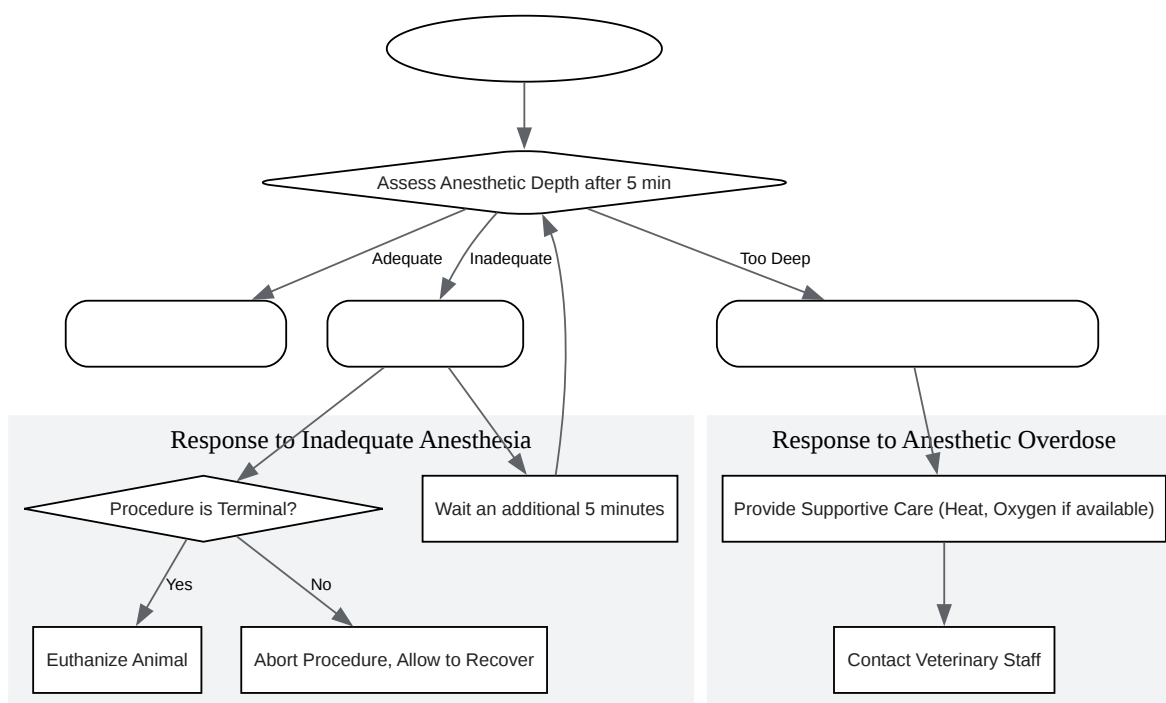 Assess Anesthetic Depth after 5 min
Adequate
Inadequate
Too Deep
Response to Inadequate Anesthesia
Response to Anesthetic Overdose
Procedure is Terminal?
Wait an additional 5 minutes
Provide Supportive Care (Heat, Oxygen if available)
Yes
No
Euthanize Animal
Abort Procedure, Allow to Recover
Contact Veterinary Staff